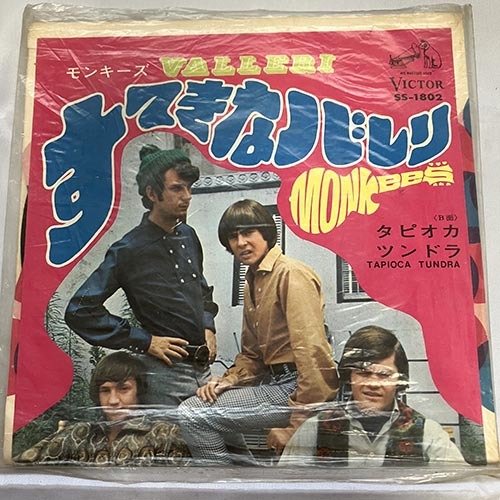 モンキーズ VALLERI
すてきなバレリ
MONKEES
VICTOR
SS-1802
〈B面〉
タピオカ
ツンドラ
TAPIOCA TUNDRA